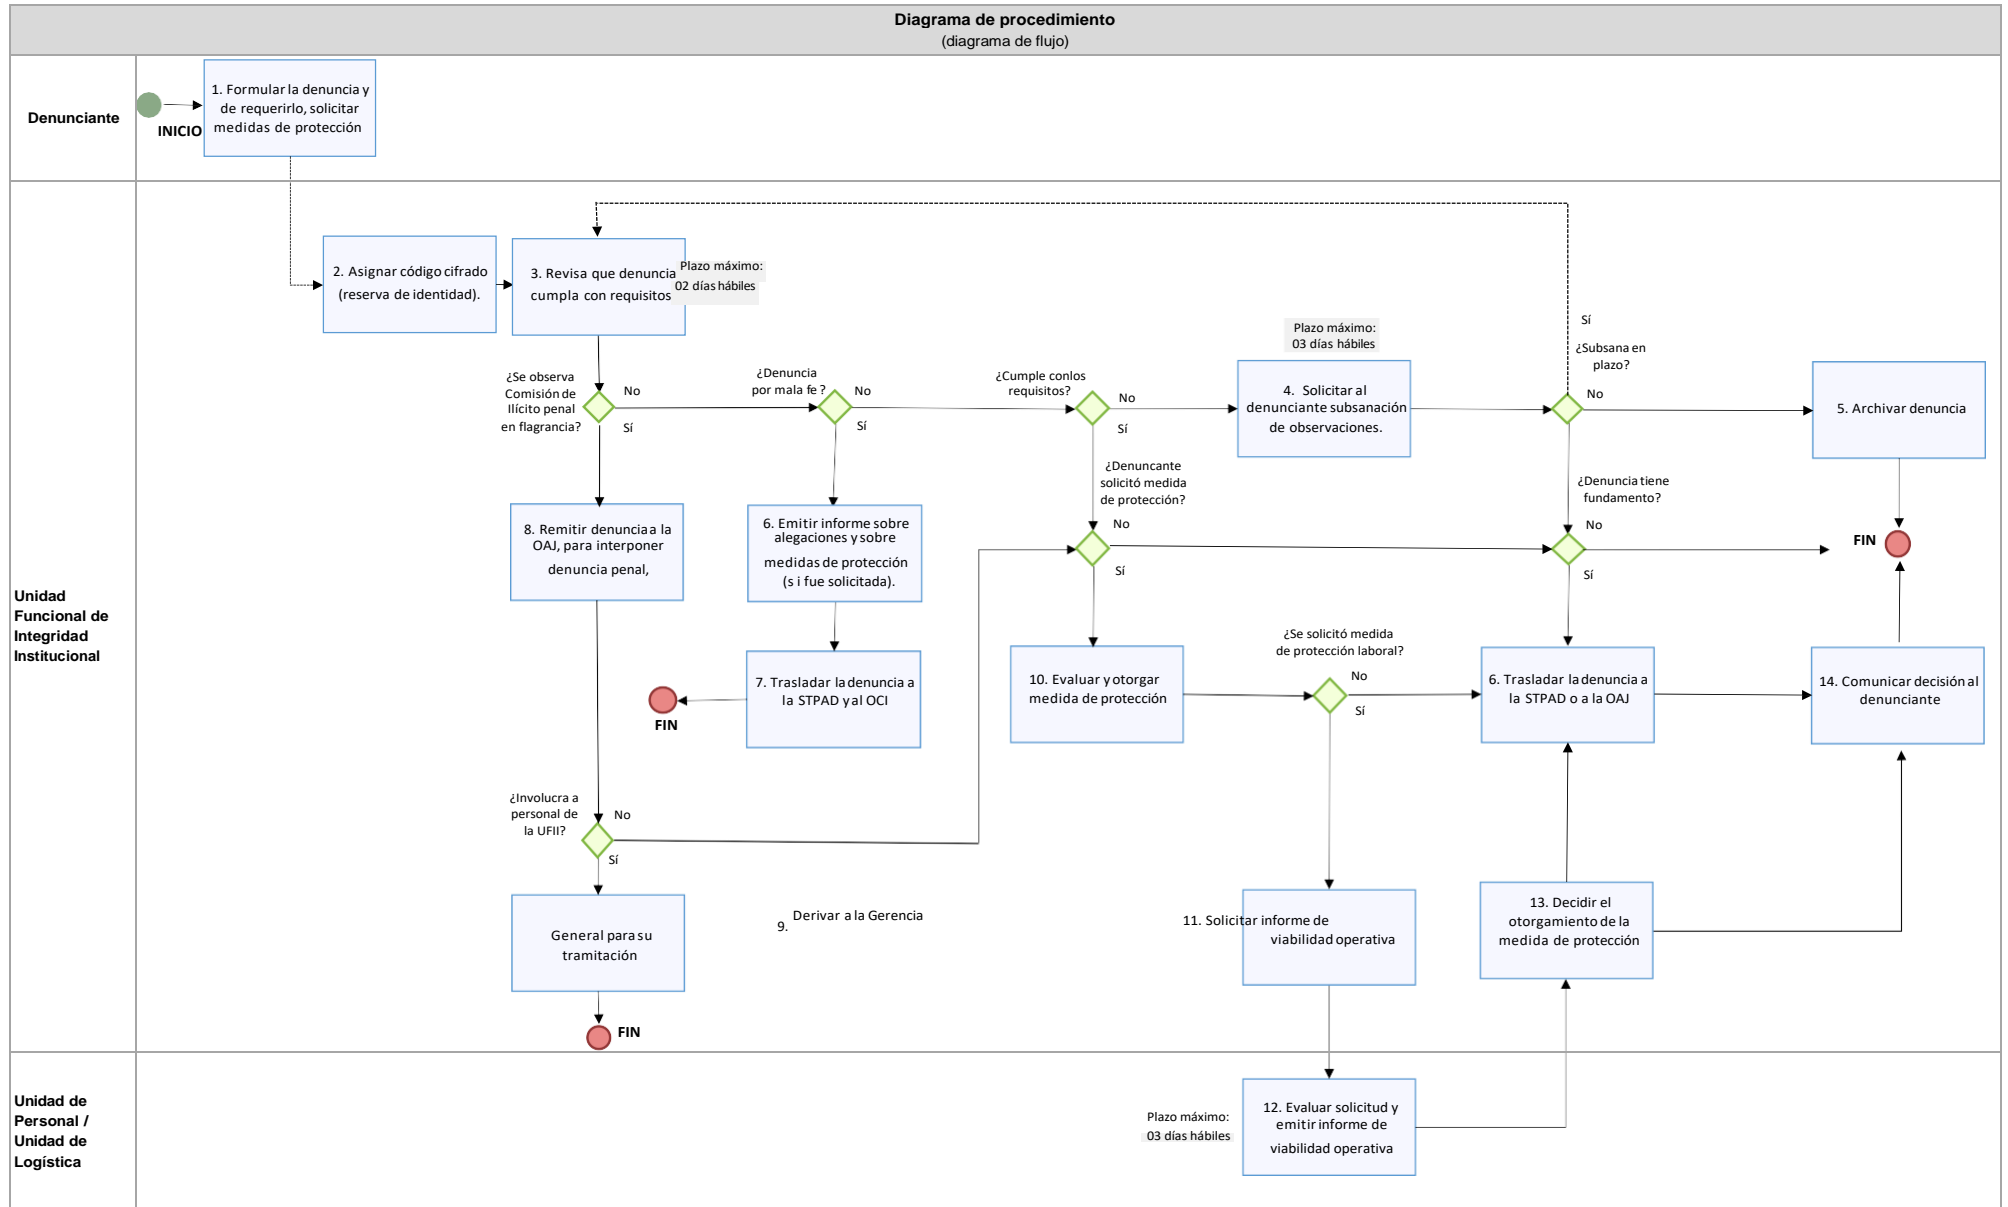 Diagrama de procedimiento
(diagrama de flujo)
Denunciante
INICIO
1. Formular la denuncia y
de requerirlo, solicitar
medidas de protección
Unidad
Funcional de
Integridad
Institucional
2. Asignar código cifrado
(reserva de identidad).
3. Revisa que denuncia
cumpla con requisitos
Plazo máximo:
02 días hábiles
¿Se observa
Comisión de
Ilícito penal
en flagrancia?
No
Sí
¿Denuncia
por mala fe ?
No
Sí
¿Cumple con los
requisitos?
No
Sí
Plazo máximo:
03 días hábiles
4. Solicitar al
denunciante subsanación
de observaciones.
Sí
¿Subsana en
plazo?
No
5. Archivar denuncia
¿Denuncante
solicitó medida
de protección?
No
Sí
¿Denuncia tiene
fundamento?
No
Sí
FIN
8. Remitir denuncia a la
OAJ, para interponer
denuncia penal,
6. Emitir informe sobre
alegaciones y sobre
medidas de protección
(s i fue solicitada).
7. Trasladar la denuncia a
la STPAD y al OCI
FIN
10. Evaluar y otorgar
medida de protección
¿Se solicitó medida
de protección laboral?
No
Sí
6. Trasladar la denuncia a
la STPAD o a la OAJ
14. Comunicar decisión al
denunciante
¿Involucra a
personal de
la UFII?
No
Sí
9. Derivar a la Gerencia
General para su
tramitación
FIN
11. Solicitar informe de
viabilidad operativa
13. Decidir el
otorgamiento de la
medida de protección
Unidad de
Personal /
Unidad de
Logística
Plazo máximo:
03 días hábiles
12. Evaluar solicitud y
emitir informe de
viabilidad operativa